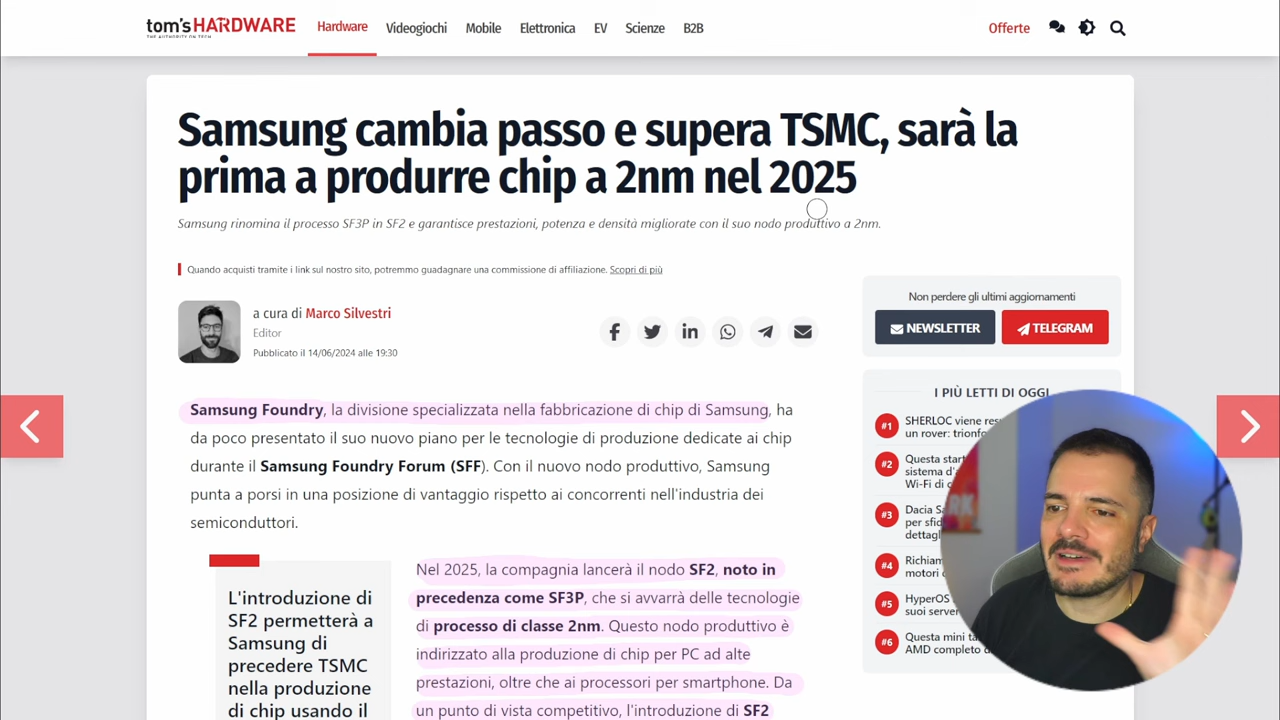 tom's HARDWARE
THE AUTHORITY ON TECH
Hardware Videogiochi Mobile Elettronica EV Scienze B2B
Offerte
Samsung cambia passo e supera TSMC, sarà la
prima a produrre chip a 2nm nel 2025
Samsung rinomina il processo SF3P in SF2 e garantisce prestazioni, potenza e densità migliorate con il suo nodo produttivo a 2nm.
Quando acquisti tramite i link sul nostro sito, potremmo guadagnare una commissione di affiliazione. Scopri di più
a cura di Marco Silvestri
Editor
Pubblicato il 14/06/2024 alle 19:30
Samsung Foundry, la divisione specializzata nella fabbricazione di chip di Samsung, ha
da poco presentato il suo nuovo piano per le tecnologie di produzione dedicate ai chip
durante il Samsung Foundry Forum (SFF). Con il nuovo nodo produttivo, Samsung
punta a porsi in una posizione di vantaggio rispetto ai concorrenti nell'industria dei
semiconduttori.
L'introduzione di
SF2 permetterà a
Samsung di
precedere TSMC
nella produzione
di chip usando il
Nel 2025, la compagnia lancerà il nodo SF2, noto in
precedenza come SF3P, che si avvarrà delle tecnologie
di processo di classe 2nm. Questo nodo produttivo è
indirizzato alla produzione di chip per PC ad alte
prestazioni, oltre che ai processori per smartphone. Da
un punto di vista competitivo, l'introduzione di SF2
Non perdere gli ultimi aggiornamenti
NEWSLETTER TELEGRAM
I PIÙ LETTI DI OGGI
#1 SHERLOC viene
un rover:
#2 Questa
sistema
Wi-Fi di
#3 Dacia
per
#4
motori
#5 HyperOS
suoi
#6 Questa mini
AMD completo